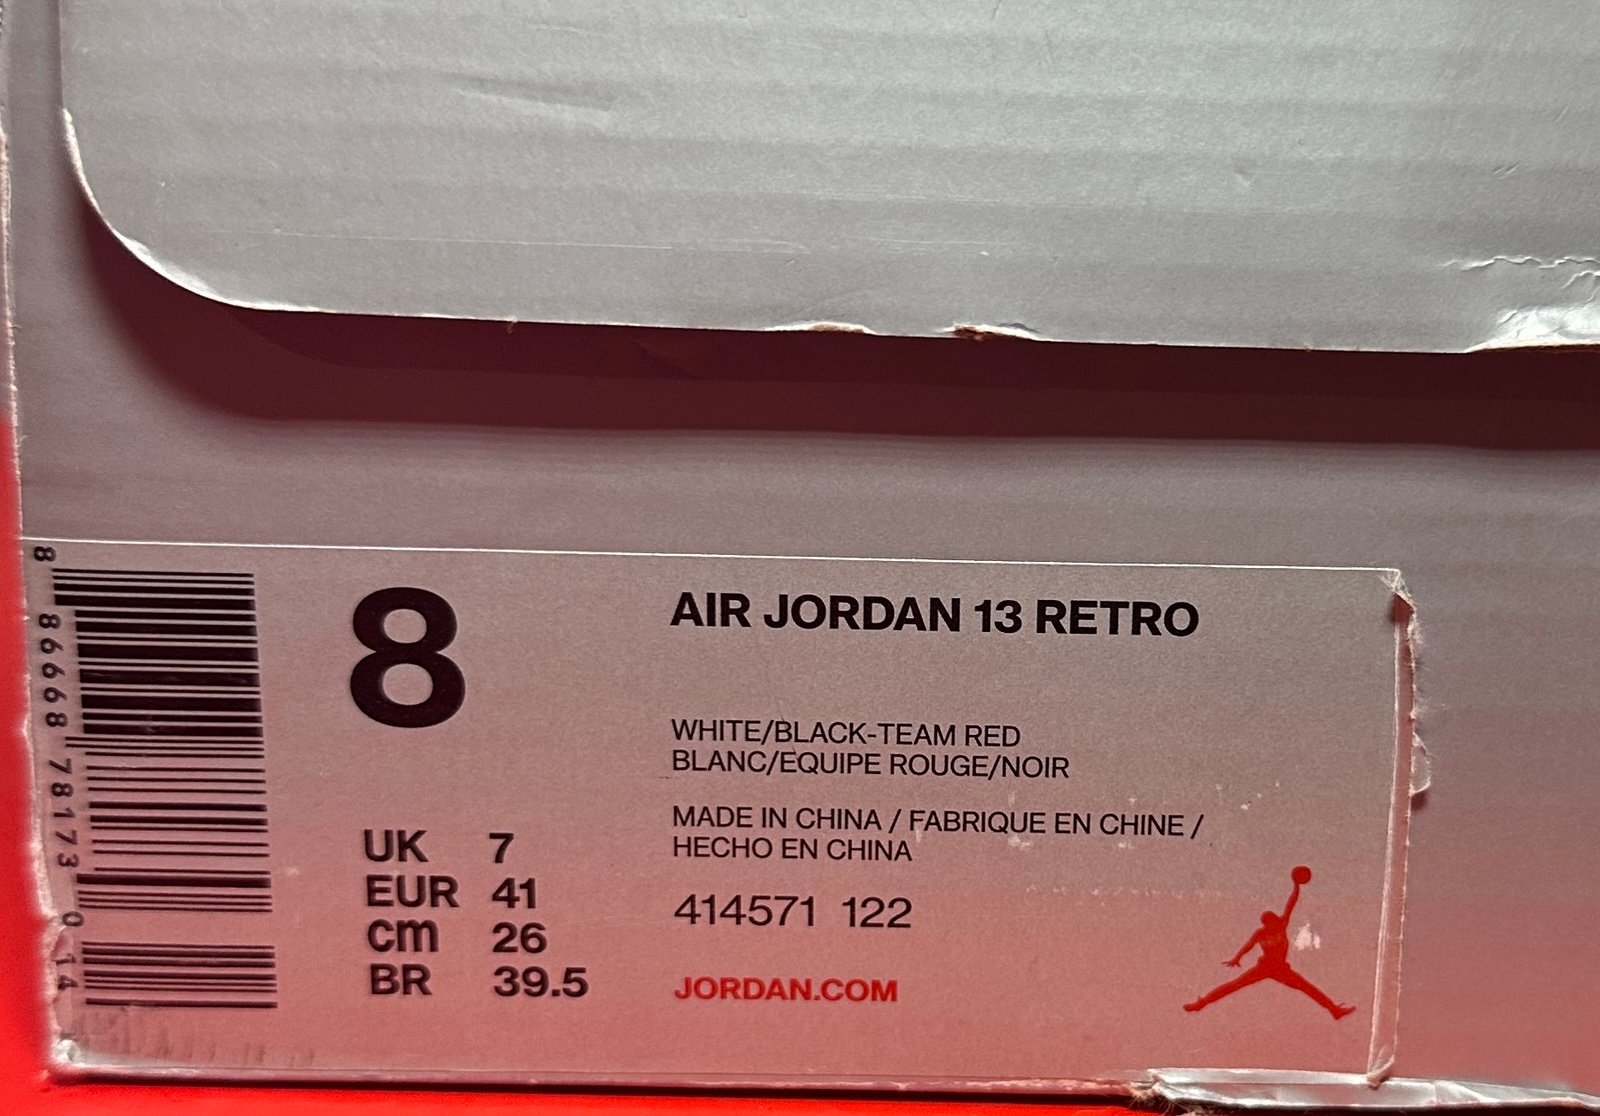 8 86668 78173 0 14
8
AIR JORDAN 13 RETRO
WHITE/BLACK-TEAM RED
BLANC/EQUIPE ROUGE/NOIR
MADE IN CHINA / FABRIQUE EN CHINE /
HECHO EN CHINA
UK 7
EUR 41
cm 26
BR 39.5
414571 122
JORDAN.COM